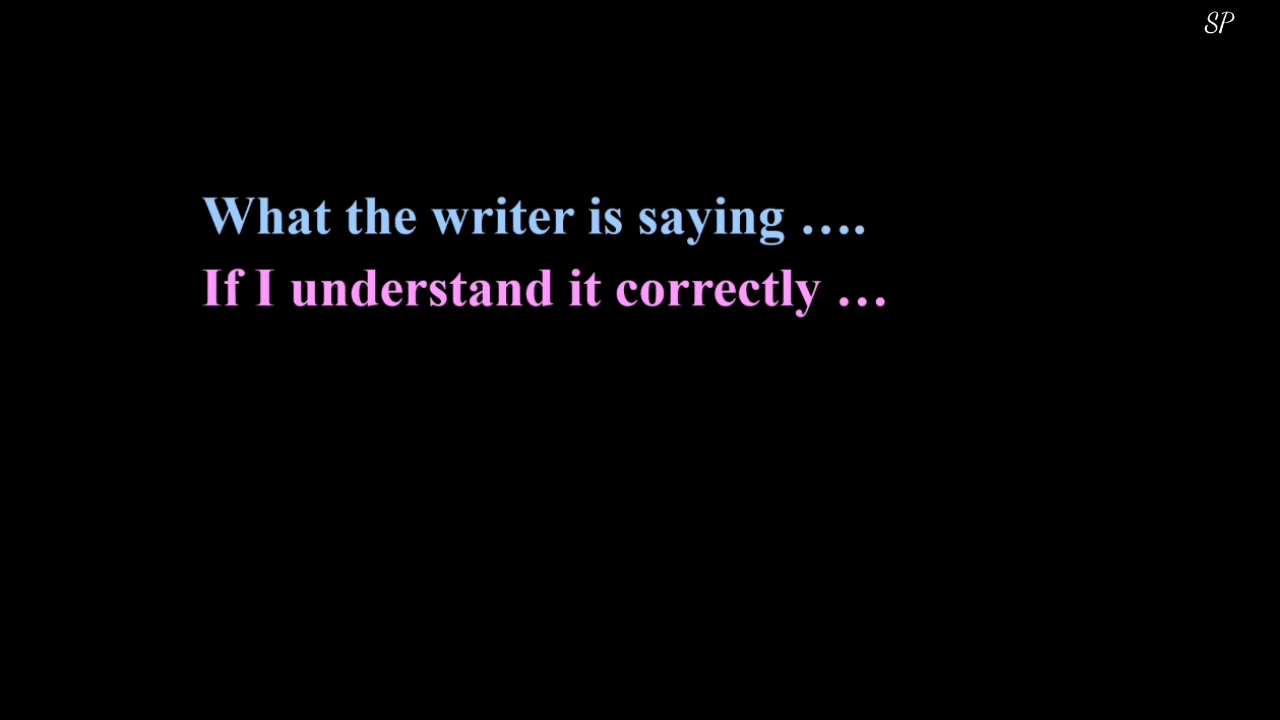 SP
What the writer is saying ….
If I understand it correctly …